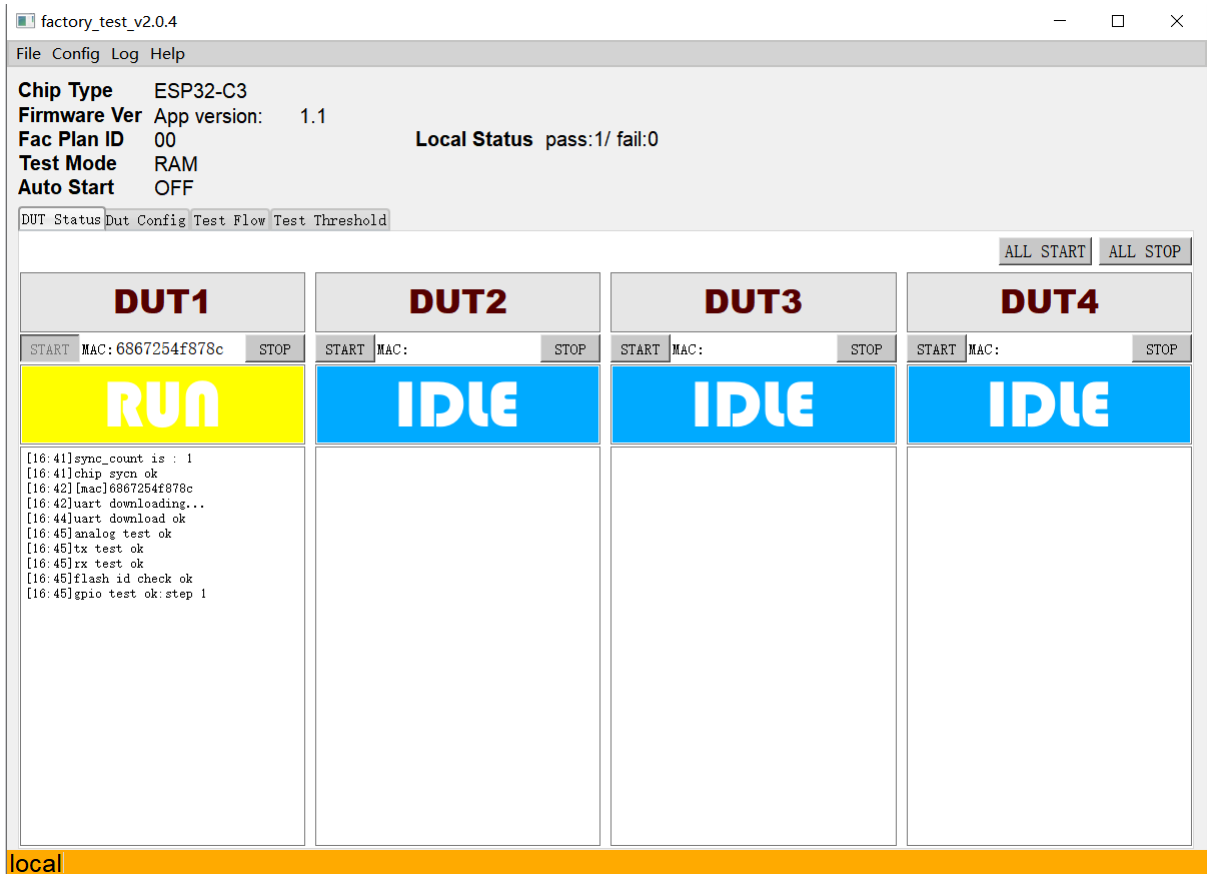 factory_test_v2.0.4
File Config Log Help
Chip Type ESP32-C3
Firmware Ver App version: 1.1
Fac Plan ID 00 Local Status pass:1/ fail:0
Test Mode RAM
Auto Start OFF
DUT Status Dut Config Test Flow Test Threshold
ALL START ALL STOP
DUT1 DUT2 DUT3 DUT4
START MAC:6867254f878c STOP START MAC: STOP START MAC: STOP START MAC: STOP
RUN IDLE IDLE IDLE
[16:41]sync_count is : 1
[16:41]chip sycn ok
[16:42][mac]6867254f878c
[16:42]uart downloading...
[16:44]uart download ok
[16:45]analog test ok
[16:45]tx test ok
[16:45]rx test ok
[16:45]flash id check ok
[16:45]gpio test ok:step 1
local